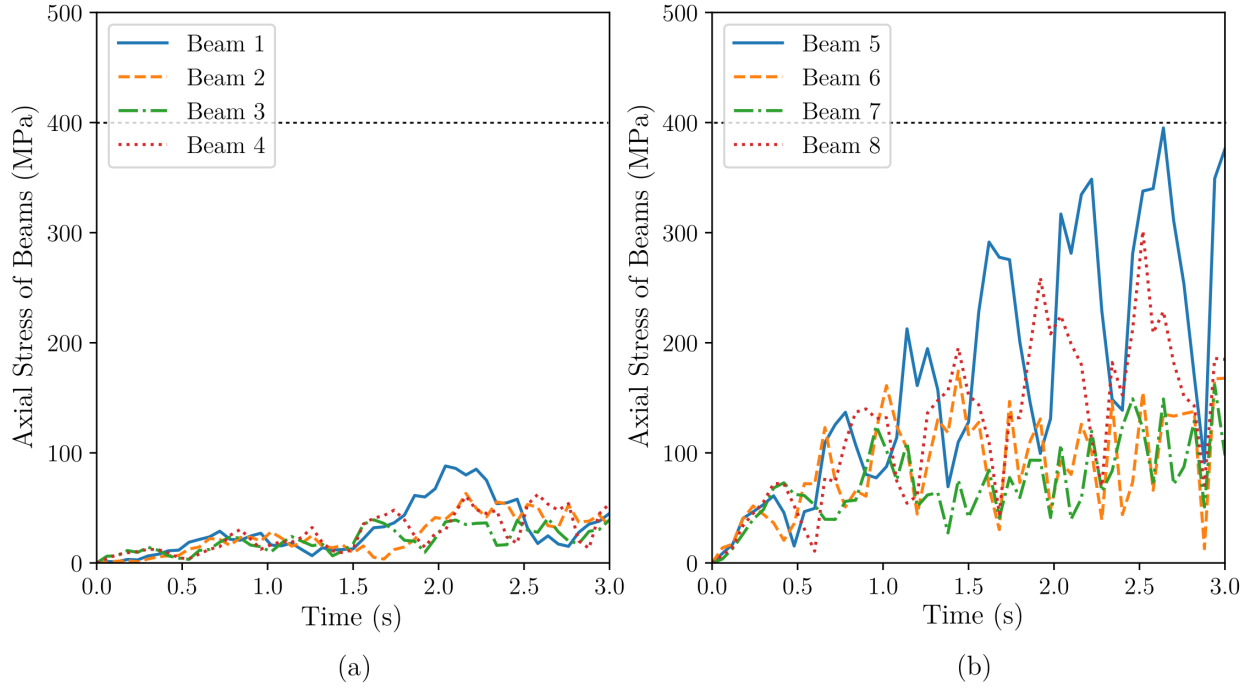 500
400
300
200
100
0
Axial Stress of Beams (MPa)
Beam 1
Beam 2
Beam 3
Beam 4
0.0 0.5 1.0 1.5 2.0 2.5 3.0
Time (s)
(a)
500
400
300
200
100
0
Axial Stress of Beams (MPa)
Beam 5
Beam 6
Beam 7
Beam 8
0.0 0.5 1.0 1.5 2.0 2.5 3.0
Time (s)
(b)